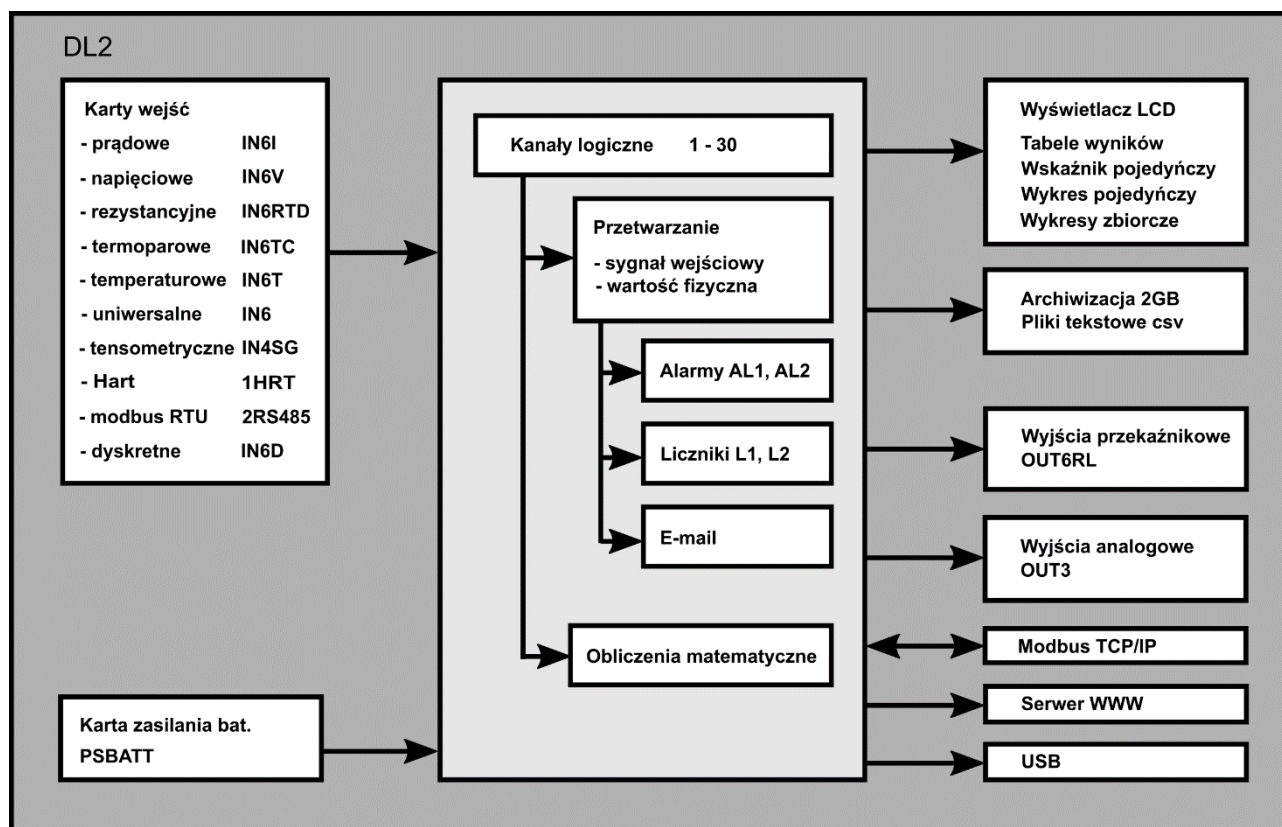 DL2
Karty wejść
- prądowe IN6I
- napięciowe IN6V
- rezystancyjne IN6RTD
- termoparowe IN6TC
- temperaturowe IN6T
- uniwersalne IN6
- tensometryczne IN4SG
- Hart 1HRT
- modbus RTU 2RS485
- dyskretne IN6D
Karta zasilania bat.
PSBATT
Kanały logiczne 1 - 30
Przetwarzanie
- sygnał wejściowy
- wartość fizyczna
Alarmy AL1, AL2
Liczniki L1, L2
E-mail
Obliczenia matematyczne
Wyświetlacz LCD
Tabele wyników
Wskaźnik pojedyńczy
Wykres pojedyńczy
Wykresy zbiorcze
Archiwizacja 2GB
Pliki tekstowe csv
Wyjścia przekaźnikowe
OUT6RL
Wyjścia analogowe
OUT3
Modbus TCP/IP
Serwer WWW
USB